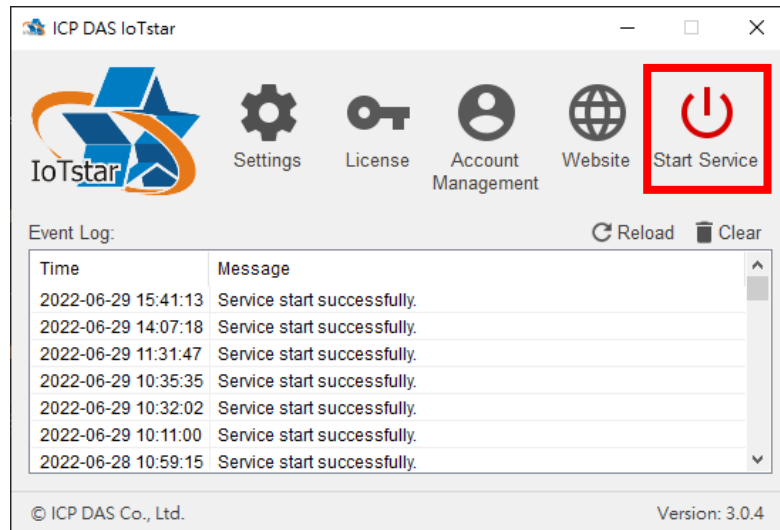 ICP DAS IoTstar
IoTstar
Settings
License
Account
Management
Website
Start Service
Event Log:
Reload
Clear
Time Message
2022-06-29 15:41:13 Service start successfully.
2022-06-29 14:07:18 Service start successfully.
2022-06-29 11:31:47 Service start successfully.
2022-06-29 10:35:35 Service start successfully.
2022-06-29 10:32:02 Service start successfully.
2022-06-29 10:11:00 Service start successfully.
2022-06-28 10:59:15 Service start successfully.
© ICP DAS Co., Ltd.
Version: 3.0.4